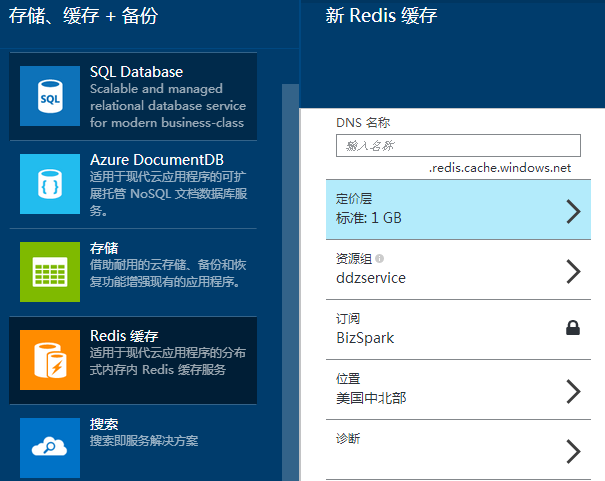 存储、缓存 + 备份
SQL Database
Scalable and managed
relational database service
for modern business-class
SQL
Azure DocumentDB
适用于现代云应用程序的可扩
展托管 NoSQL 文档数据库服
务。
存储
借助耐用的云存储、备份和恢
复功能增强现有的应用程序。
Redis 缓存
适用于现代云应用程序的分布
式内存内 Redis 缓存服务
搜索
搜索即服务解决方案
新 Redis 缓存
DNS 名称
输入名称
.redis.cache.windows.net
定价层
标准: 1 GB
资源组
ddzservice
订阅
BizSpark
位置
美国中北部
诊断